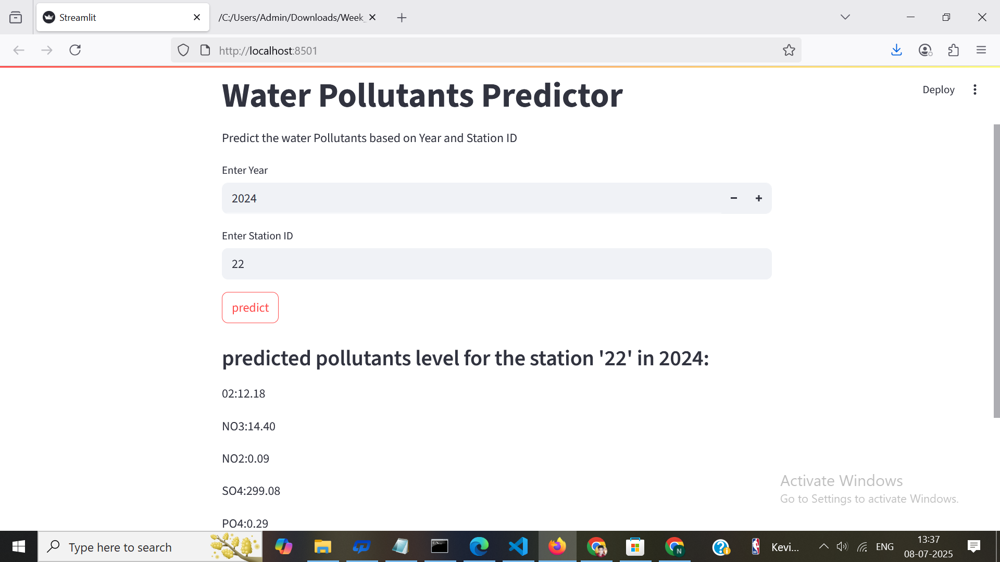 Streamlit
/C:/Users/Admin/Downloads/Week_
http://localhost:8501
Deploy
Water Pollutants Predictor
Predict the water Pollutants based on Year and Station ID
Enter Year
2024
Enter Station ID
22
predict
predicted pollutants level for the station '22' in 2024:
02:12.18
NO3:14.40
NO2:0.09
SO4:299.08
PO4:0.29
Activate Windows
Go to Settings to activate Windows.
Type here to search
Kevi...
ENG
13:37
08-07-2025